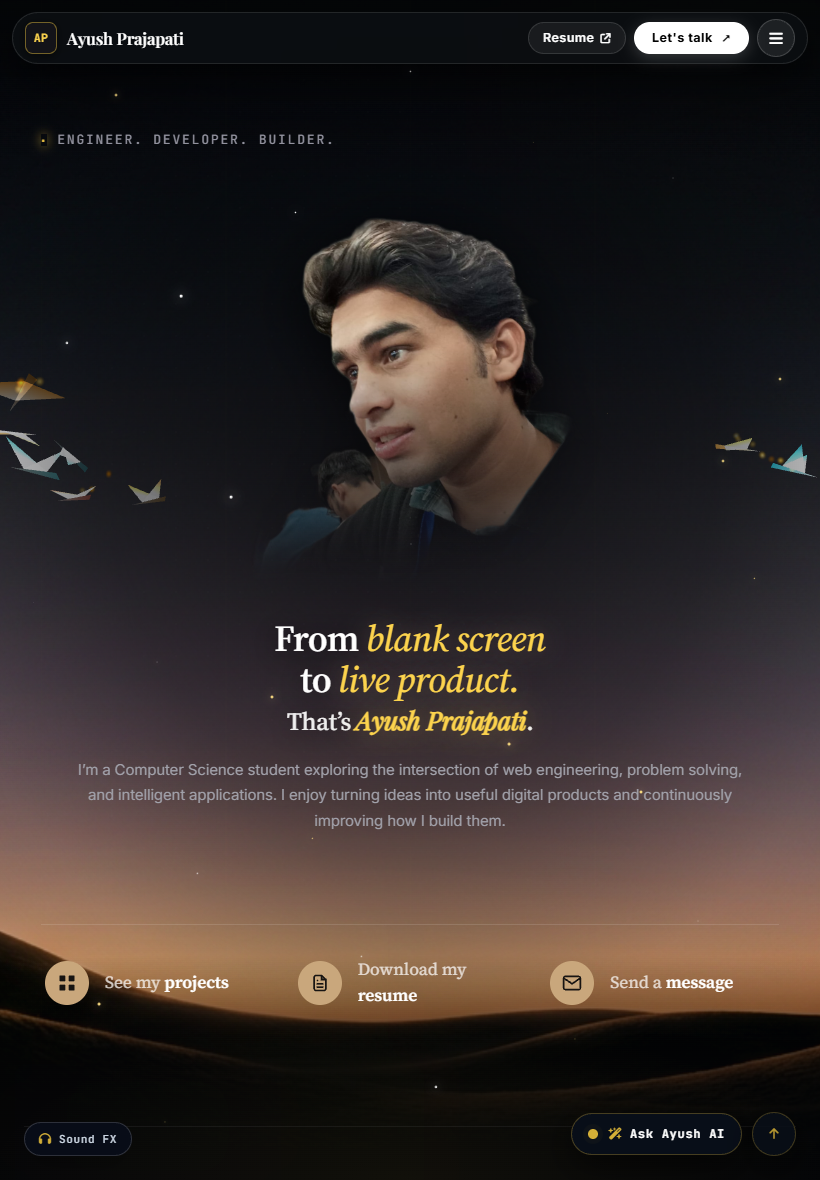 AP Ayush Prajapati Resume Let's talk ↗
ENGINEER. DEVELOPER. BUILDER.
From blank screen
to live product.
That's Ayush Prajapati.
I'm a Computer Science student exploring the intersection of web engineering, problem solving,
and intelligent applications. I enjoy turning ideas into useful digital products and continuously
improving how I build them.
See my projects
Download my
resume
Send a message
Sound FX
Ask Ayush AI